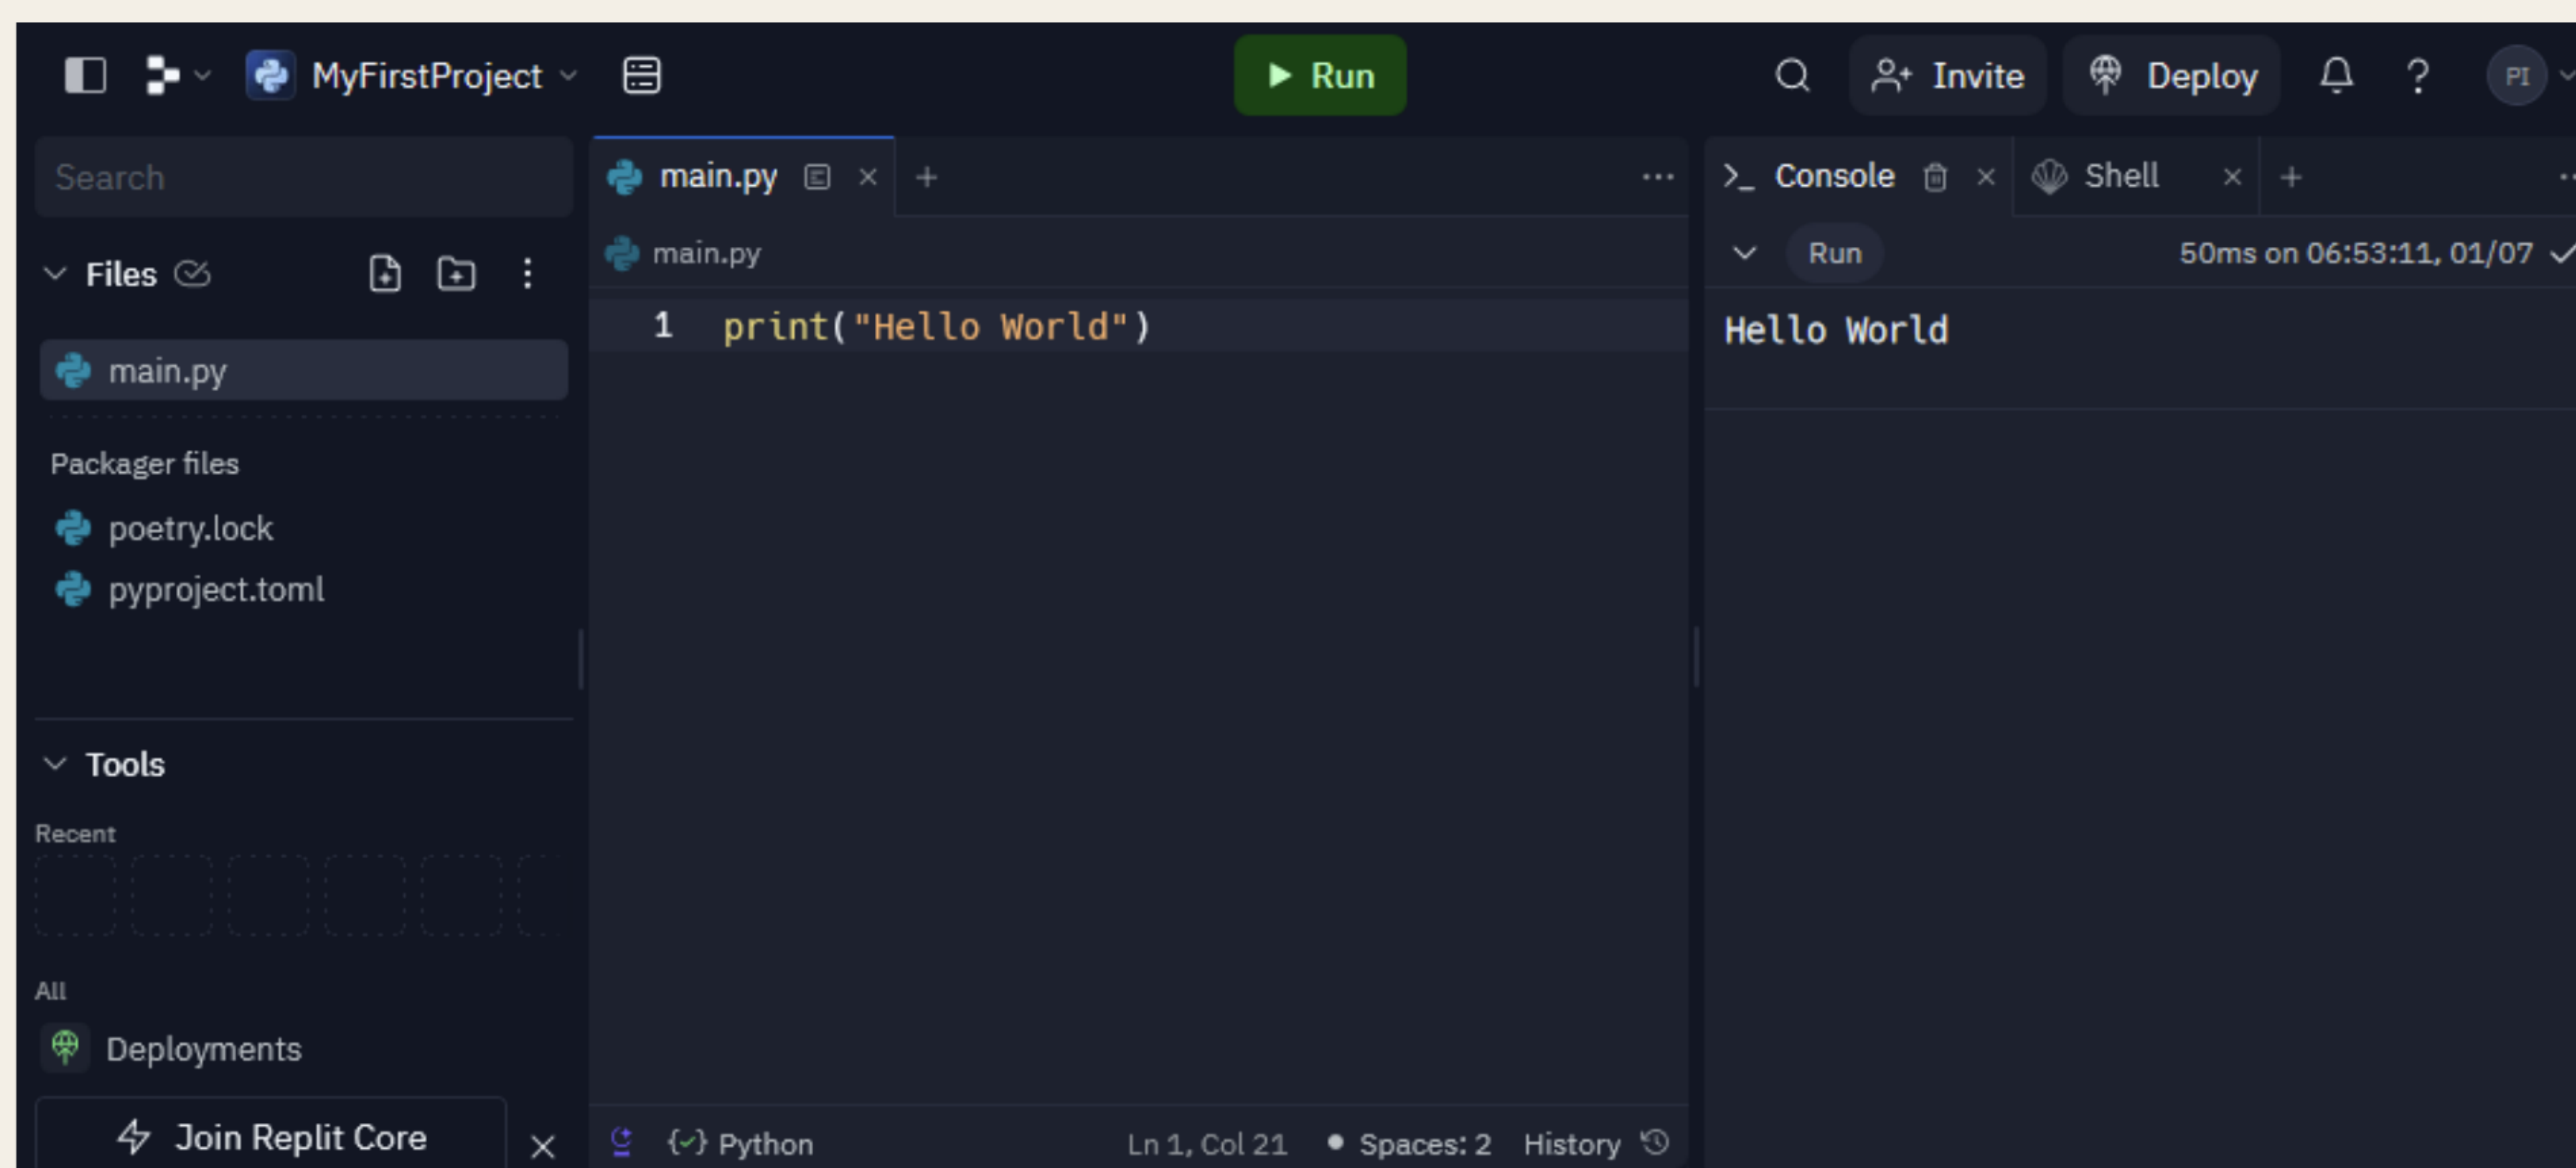 MyFirstProject
Run
Invite
Deploy
?
PI
Search
Files
main.py
Packager files
poetry.lock
pyproject.toml
Tools
Recent
All
Deployments
Join Replit Core
main.py
main.py
1 print("Hello World")
Python Ln 1, Col 21 Spaces: 2 History
Console Shell
Run 50ms on 06:53:11, 01/07
Hello World